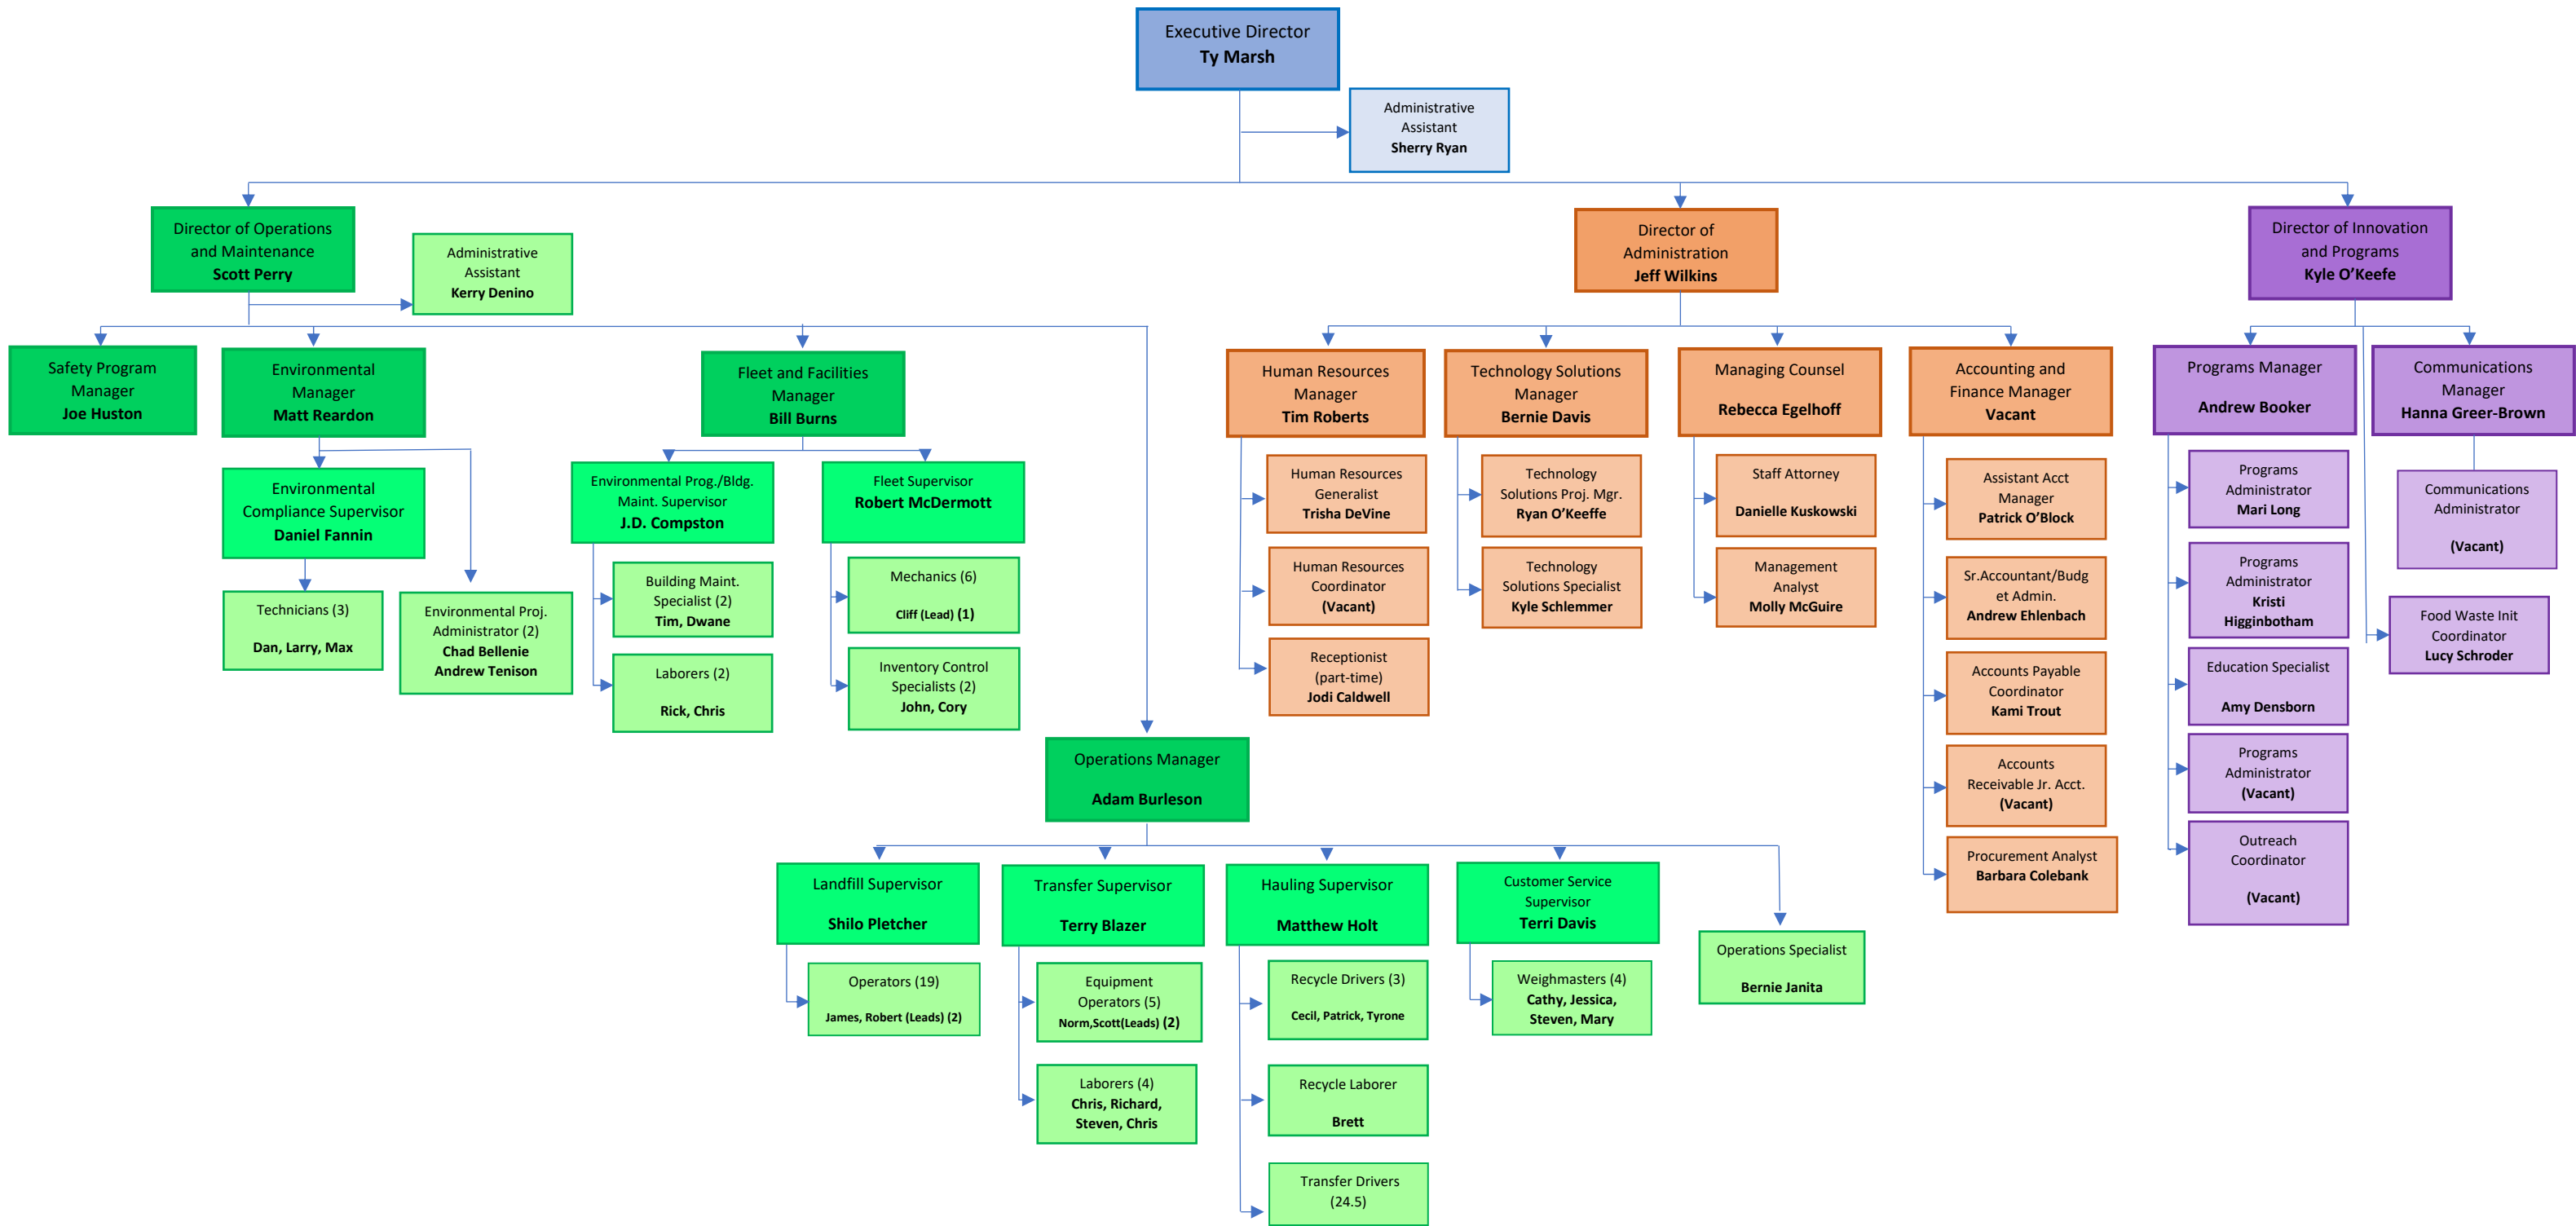 Executive Director
Ty Marsh
Administrative
Assistant
Sherry Ryan
Director of Operations
and Maintenance
Scott Perry
Administrative
Assistant
Kerry Denino
Director of
Administration
Jeff Wilkins
Director of Innovation
and Programs
Kyle O’Keefe
Safety Program
Manager
Joe Huston
Environmental
Manager
Matt Reardon
Fleet and Facilities
Manager
Bill Burns
Human Resources
Manager
Tim Roberts
Technology Solutions
Manager
Bernie Davis
Managing Counsel
Rebecca Egelhoff
Accounting and
Finance Manager
Vacant
Programs Manager
Andrew Booker
Communications
Manager
Hanna Greer-Brown
Environmental
Compliance Supervisor
Daniel Fannin
Technicians (3)
Dan, Larry, Max
Environmental Proj.
Administrator (2)
Chad Bellenie
Andrew Tenison
Environmental Prog./Bldg.
Maint. Supervisor
J.D. Compston
Building Maint.
Specialist (2)
Tim, Dwane
Laborers (2)
Rick, Chris
Fleet Supervisor
Robert McDermott
Mechanics (6)
Cliff (Lead) (1)
Inventory Control
Specialists (2)
John, Cory
Human Resources
Generalist
Trisha DeVine
Human Resources
Coordinator
(Vacant)
Receptionist
(part-time)
Jodi Caldwell
Technology
Solutions Proj. Mgr.
Ryan O’Keeffe
Technology
Solutions Specialist
Kyle Schlemmer
Staff Attorney
Danielle Kuskowski
Management
Analyst
Molly McGuire
Assistant Acct
Manager
Patrick O’Block
Sr.Accountant/Budg
et Admin.
Andrew Ehlenbach
Accounts Payable
Coordinator
Kami Trout
Accounts
Receivable Jr. Acct.
(Vacant)
Procurement Analyst
Barbara Colebank
Programs
Administrator
Mari Long
Programs
Administrator
Kristi
Higginbotham
Education Specialist
Amy Densborn
Programs
Administrator
(Vacant)
Outreach
Coordinator
(Vacant)
Communications
Administrator
(Vacant)
Food Waste Init
Coordinator
Lucy Schroder
Operations Manager
Adam Burleson
Landfill Supervisor
Shilo Pletcher
Operators (19)
James, Robert (Leads) (2)
Transfer Supervisor
Terry Blazer
Equipment
Operators (5)
Norm,Scott(Leads) (2)
Laborers (4)
Chris, Richard,
Steven, Chris
Hauling Supervisor
Matthew Holt
Recycle Drivers (3)
Cecil, Patrick, Tyrone
Recycle Laborer
Brett
Transfer Drivers
(24.5)
Customer Service
Supervisor
Terri Davis
Weighmasters (4)
Cathy, Jessica,
Steven, Mary
Operations Specialist
Bernie Janita